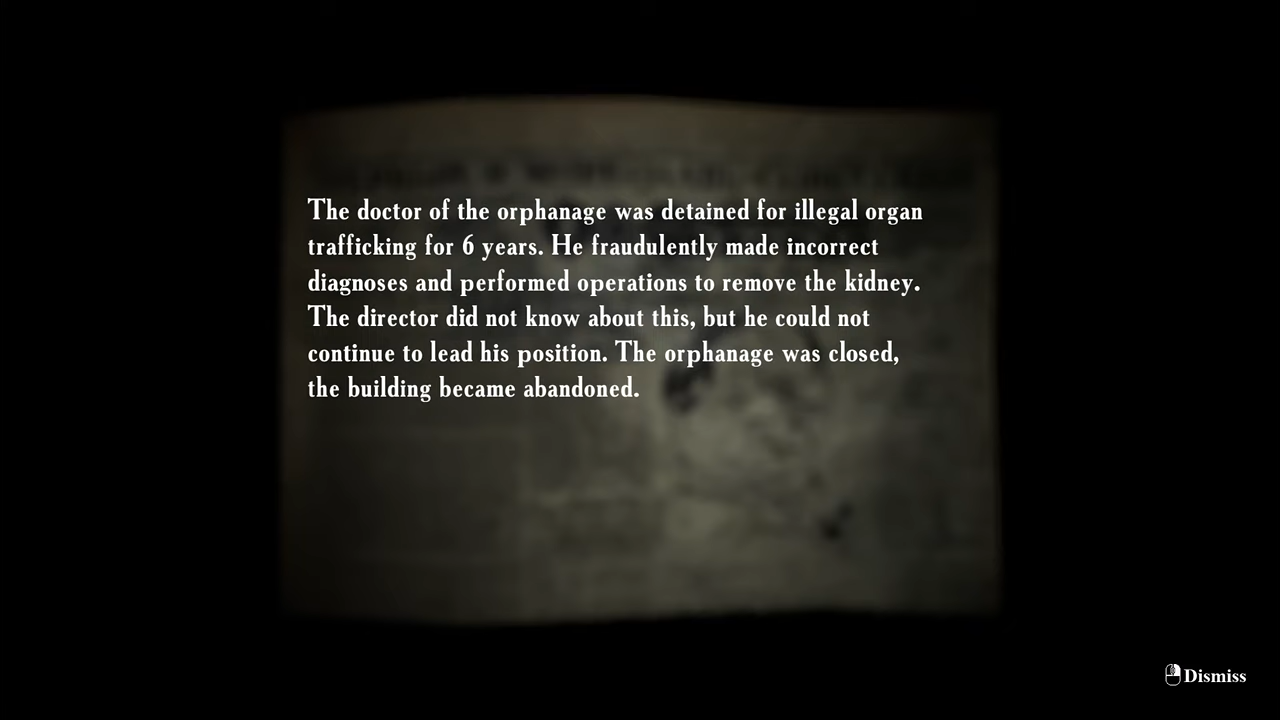 The doctor of the orphanage was detained for illegal organ
trafficking for 6 years. He fraudulently made incorrect
diagnoses and performed operations to remove the kidney.
The director did not know about this, but he could not
continue to lead his position. The orphanage was closed,
the building became abandoned.
Dismiss